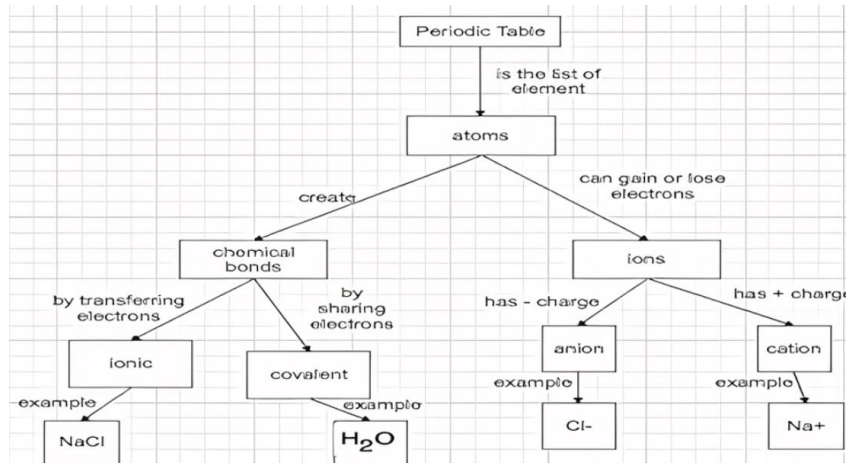 Periodic Table
is the list of
element
atoms
create
can gain or lose
electrons
chemical
bonds
ions
by transferring
electrons
by
sharing
electrons
has - charge
has + charge
ionic
covalent
anion
cation
example
example
example
example
NaCl
H₂O
Cl-
Na+